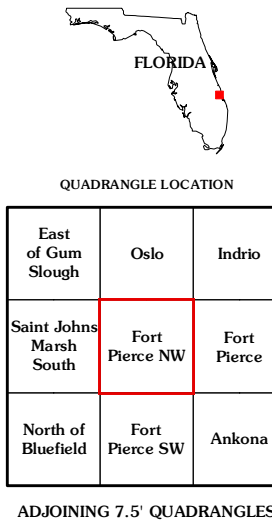 FLORIDA
QUADRANGLE LOCATION
East
of Gum
Slough
Oslo
Indrio
Saint Johns
Marsh
South
Fort
Pierce NW
Fort
Pierce
North of
Bluefield
Fort
Pierce SW
Ankona
ADJOINING 7.5' QUADRANGLES